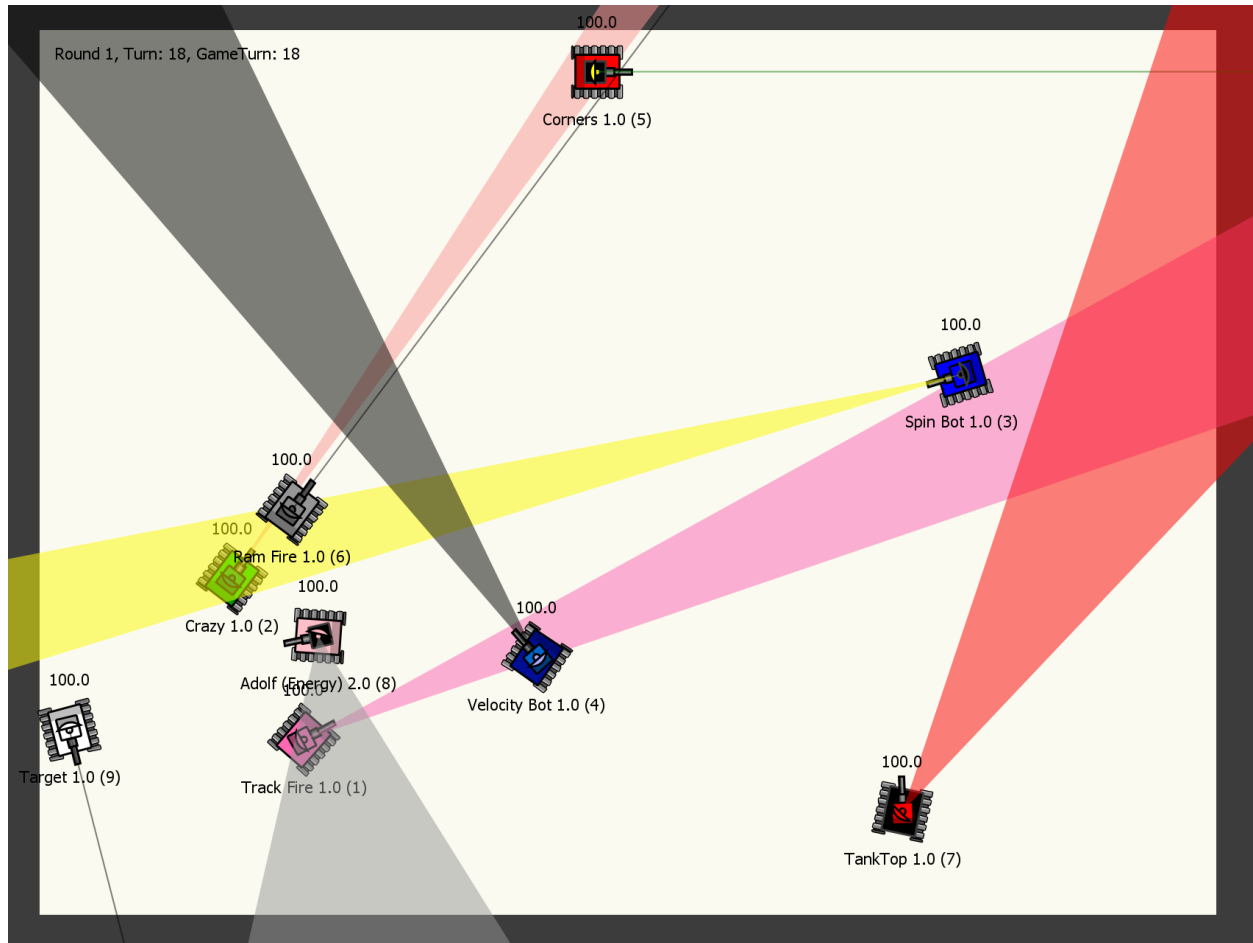 100.0
Round 1, Turn: 18, GameTurn: 18
Corners 1.0 (5)
100.0
Spin Bot 1.0 (3)
100.0
100.0
Ram Fire 1.0 (6)
100.0
Crazy 1.0 (2)
100.0
Adolf (Energy) 2.0 (8)
100.0
Velocity Bot 1.0 (4)
100.0
Target 1.0 (9)
100.0
Track Fire 1.0 (1)
100.0
TankTop 1.0 (7)